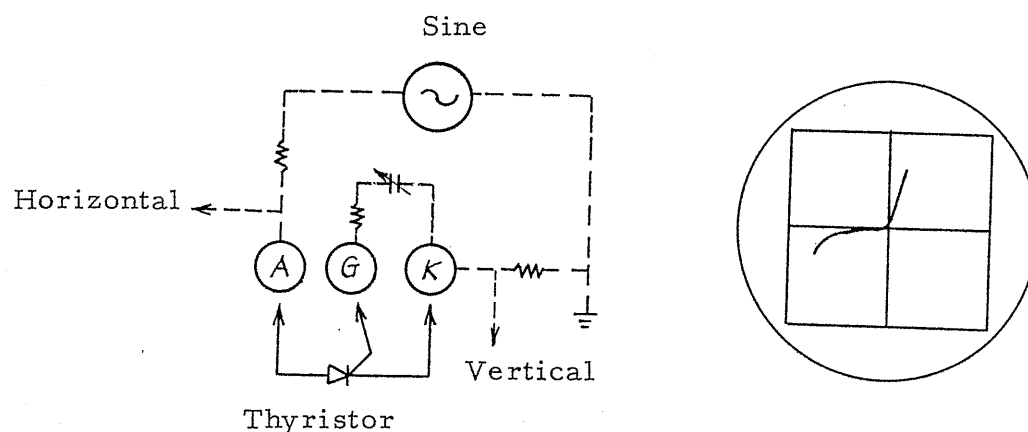 Sine
Horizontal
A
G
K
Vertical
Thyristor